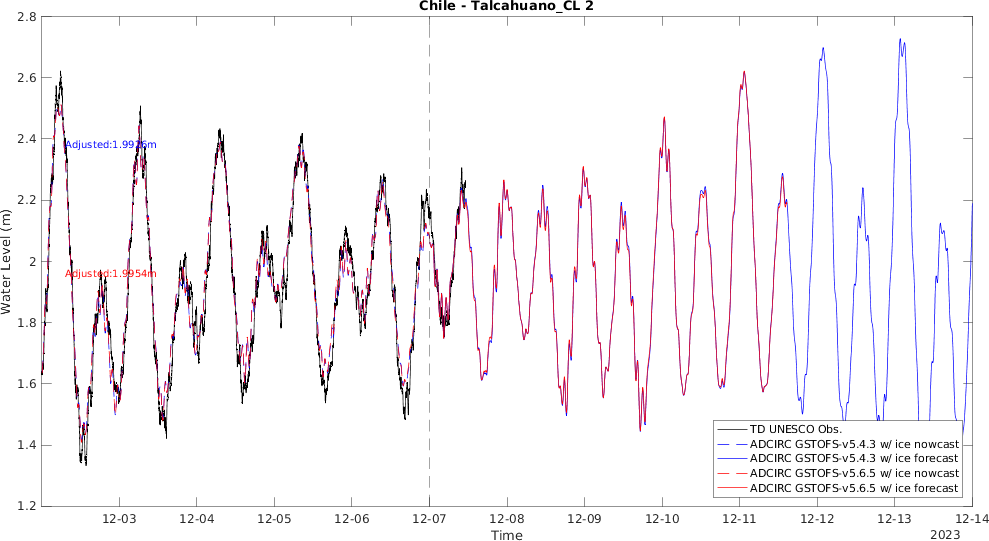 Chile - Talcahuano_CL 2
2.8
2.6
2.4
2.2
2
1.8
1.6
1.4
1.2
Water Level (m)
Adjusted:1.9926m
Adjusted:1.9954m
TD UNESCO Obs.
ADCIRC GSTOFS-v5.4.3 w/ ice nowcast
ADCIRC GSTOFS-v5.4.3 w/ ice forecast
ADCIRC GSTOFS-v5.6.5 w/ ice nowcast
ADCIRC GSTOFS-v5.6.5 w/ ice forecast
12-03 12-04 12-05 12-06 12-07 12-08 12-09 12-10 12-11 12-12 12-13 12-14
Time
2023